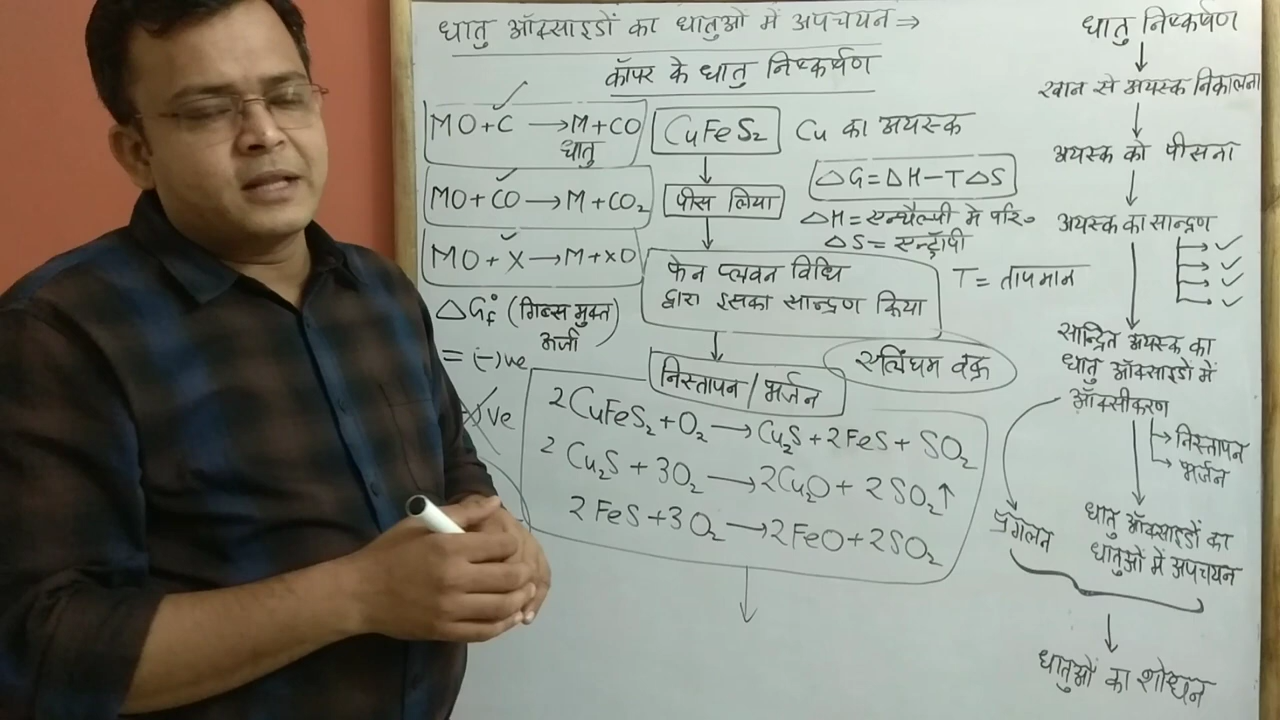 धातु ऑक्साइडों का धातुओं में अपचयन ⇒
कॉपर के धातु निष्कर्षण
MO + C → M + CO
धातु
MO + CO → M + CO₂
MO + X → M + XO
ΔG°f (गिब्स मुक्त
ऊर्जा)
= (-)ve
ve
CuFeS₂ Cu का अयस्क
पीस लिया
ΔG = ΔH – TΔS
ΔH = एन्थैल्पी में परि॰
ΔS = एन्ट्रॉपी
T = तापमान
फेन प्लवन विधि
द्वारा इसका सान्द्रण किया
एलिंघम वक्र
निस्तापन / भर्जन
2CuFeS₂ + O₂ → Cu₂S + 2FeS + SO₂
2Cu₂S + 3O₂ → 2Cu₂O + 2SO₂↑
2FeS + 3O₂ → 2FeO + 2SO₂
धातु निष्कर्षण
खान से अयस्क निकालना
अयस्क को पीसना
अयस्क का सान्द्रण
सान्द्रित अयस्क का
धातु ऑक्साइडों में
ऑक्सीकरण
निस्तापन
भर्जन
प्रगलन
धातु ऑक्साइडों का
धातुओं में अपचयन
धातुओं का शोधन